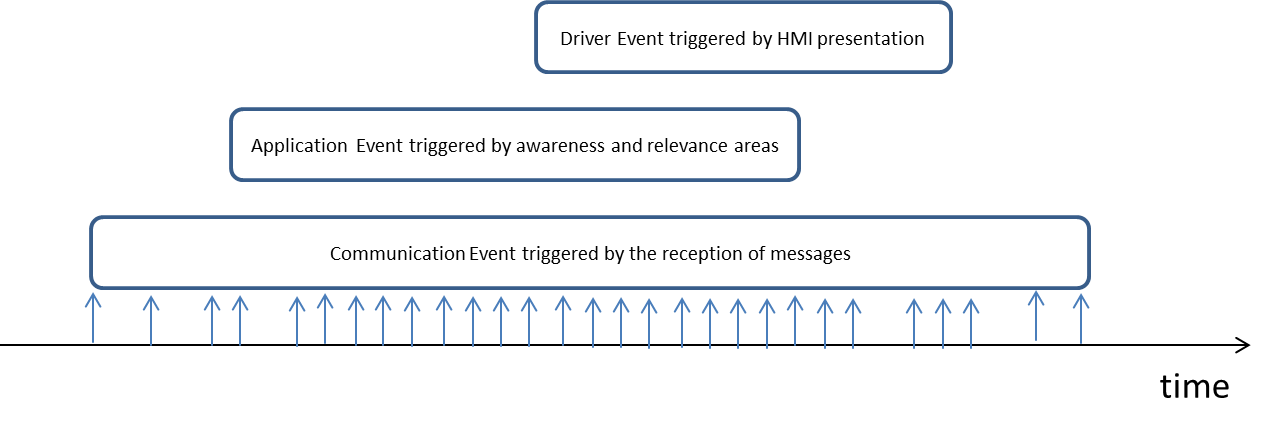 Driver Event triggered by HMI presentation
Application Event triggered by awareness and relevance areas
Communication Event triggered by the reception of messages
time